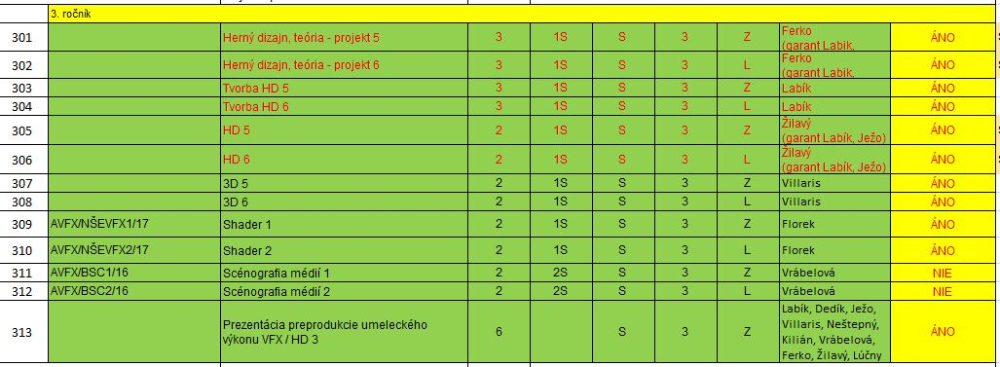 3. ročník
301 Herný dizajn, teória - projekt 5 3 1S S 3 Z Ferko (garant Labik, ÁNO
302 Herný dizajn, teória - projekt 6 3 1S S 3 L Ferko (garant Labik, ÁNO
303 Tvorba HD 5 3 1S S 3 Z Labík ÁNO
304 Tvorba HD 6 3 1S S 3 L Labík ÁNO
305 HD 5 2 1S S 3 Z Žilavý (garant Labík, Ježo) ÁNO
306 HD 6 2 1S S 3 L Žilavý (garant Labík, Ježo) ÁNO
307 3D 5 2 1S S 3 Z Villaris ÁNO
308 3D 6 2 1S S 3 L Villaris ÁNO
309 AVFX/NŠEVFX1/17 Shader 1 2 1S S 3 Z Florek ÁNO
310 AVFX/NŠEVFX2/17 Shader 2 2 1S S 3 L Florek ÁNO
311 AVFX/BSC1/16 Scénografia médií 1 2 2S S 3 Z Vrábelová NIE
312 AVFX/BSC2/16 Scénografia médií 2 2 2S S 3 L Vrábelová NIE
313 Prezentácia preprodukcie umeleckého
výkonu VFX / HD 3 6 S 3 Z Labík, Dedík, Ježo,
Villaris, Neštepný,
Kilián, Vrábelová,
Ferko, Žilavý, Lúčny ÁNO